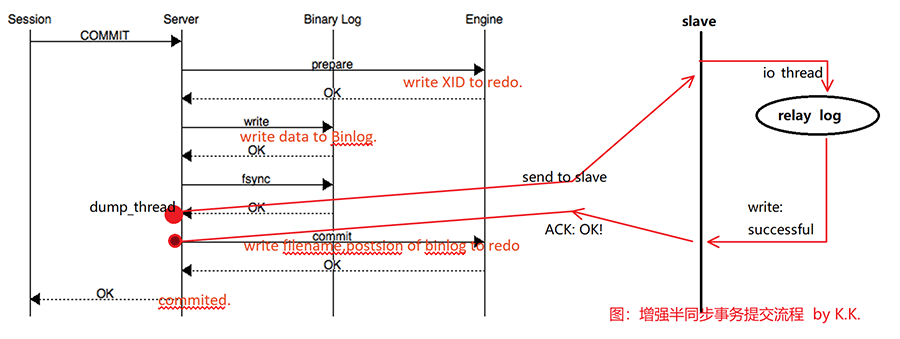 Session
Server
Binary Log
Engine
slave
COMMIT
prepare
write XID to redo.
OK
io thread
relay log
write
write data to Binlog.
OK
fsync
send to slave
dump_thread
OK
write:
successful
ACK: OK!
commit
write filename,postsion of binlog to redo
OK
OK
commited.
图：增强半同步事务提交流程 by K.K.